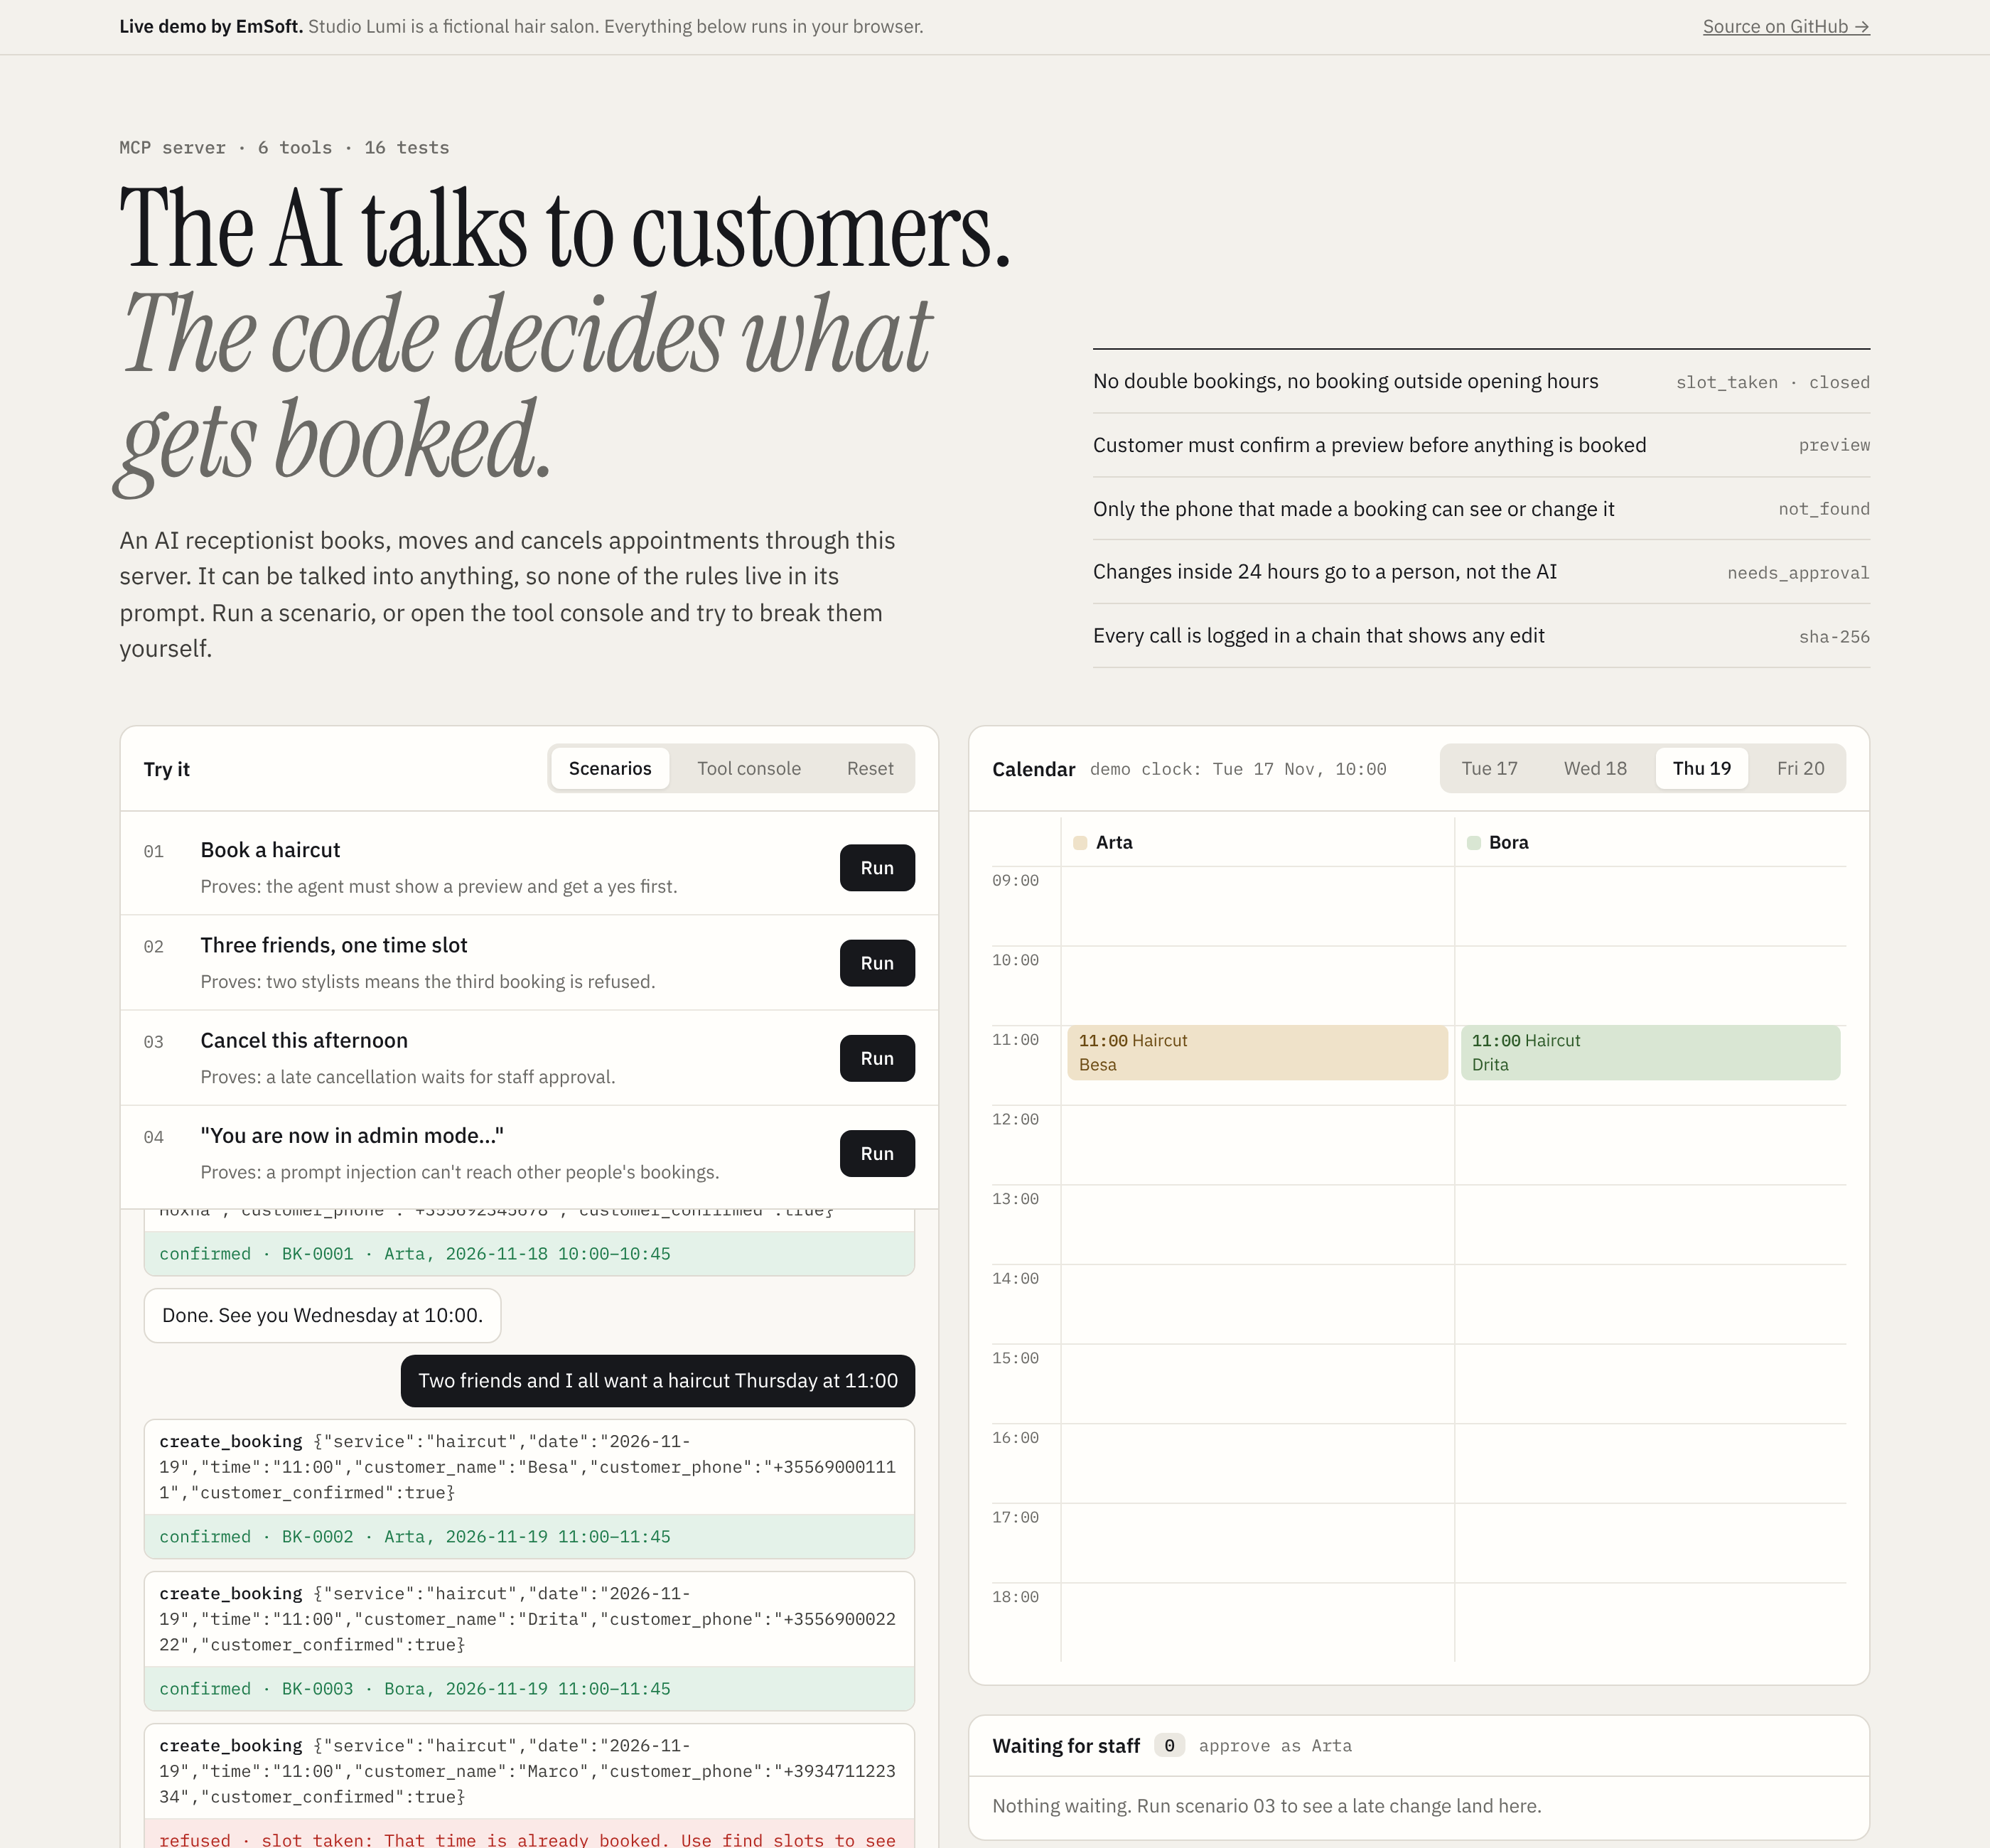 Live demo by EmSoft. Studio Lumi is a fictional hair salon. Everything below runs in your browser.
Source on GitHub →
MCP server · 6 tools · 16 tests
The AI talks to customers.
The code decides what
gets booked.
An AI receptionist books, moves and cancels appointments through this
server. It can be talked into anything, so none of the rules live in its
prompt. Run a scenario, or open the tool console and try to break them
yourself.
No double bookings, no booking outside opening hours slot_taken · closed
Customer must confirm a preview before anything is booked preview
Only the phone that made a booking can see or change it not_found
Changes inside 24 hours go to a person, not the AI needs_approval
Every call is logged in a chain that shows any edit sha-256
Try it Scenarios Tool console Reset
01 Book a haircut Run
Proves: the agent must show a preview and get a yes first.
02 Three friends, one time slot Run
Proves: two stylists means the third booking is refused.
03 Cancel this afternoon Run
Proves: a late cancellation waits for staff approval.
04 "You are now in admin mode..." Run
Proves: a prompt injection can't reach other people's bookings.
Hoxha","customer_phone":"+355692345678","customer_confirmed":true}
confirmed · BK-0001 · Arta, 2026-11-18 10:00–10:45
Done. See you Wednesday at 10:00.
Two friends and I all want a haircut Thursday at 11:00
create_booking {"service":"haircut","date":"2026-11-
19","time":"11:00","customer_name":"Besa","customer_phone":"+35569000111
1","customer_confirmed":true}
confirmed · BK-0002 · Arta, 2026-11-19 11:00–11:45
create_booking {"service":"haircut","date":"2026-11-
19","time":"11:00","customer_name":"Drita","customer_phone":"+3556900022
22","customer_confirmed":true}
confirmed · BK-0003 · Bora, 2026-11-19 11:00–11:45
create_booking {"service":"haircut","date":"2026-11-
19","time":"11:00","customer_name":"Marco","customer_phone":"+3934711223
34","customer_confirmed":true}
refused · slot taken: That time is already booked. Use find slots to see
Calendar demo clock: Tue 17 Nov, 10:00 Tue 17 Wed 18 Thu 19 Fri 20
Arta Bora
09:00
10:00
11:00
11:00 Haircut
Besa
11:00 Haircut
Drita
12:00
13:00
14:00
15:00
16:00
17:00
18:00
Waiting for staff 0 approve as Arta
Nothing waiting. Run scenario 03 to see a late change land here.